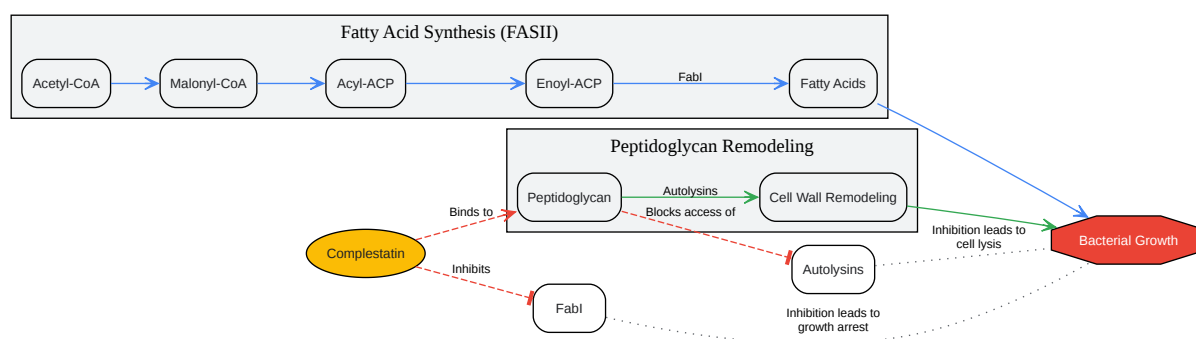 Fatty Acid Synthesis (FASII)
Acetyl-CoA
Malonyl-CoA
Acyl-ACP
Enoyl-ACP
FabI
Fatty Acids
Peptidoglycan Remodeling
Peptidoglycan
Autolysins
Cell Wall Remodeling
Binds to
Blocks access of
Complestatin
Inhibits
Autolysins
Inhibition leads to
cell lysis
Bacterial Growth
FabI
Inhibition leads to
growth arrest